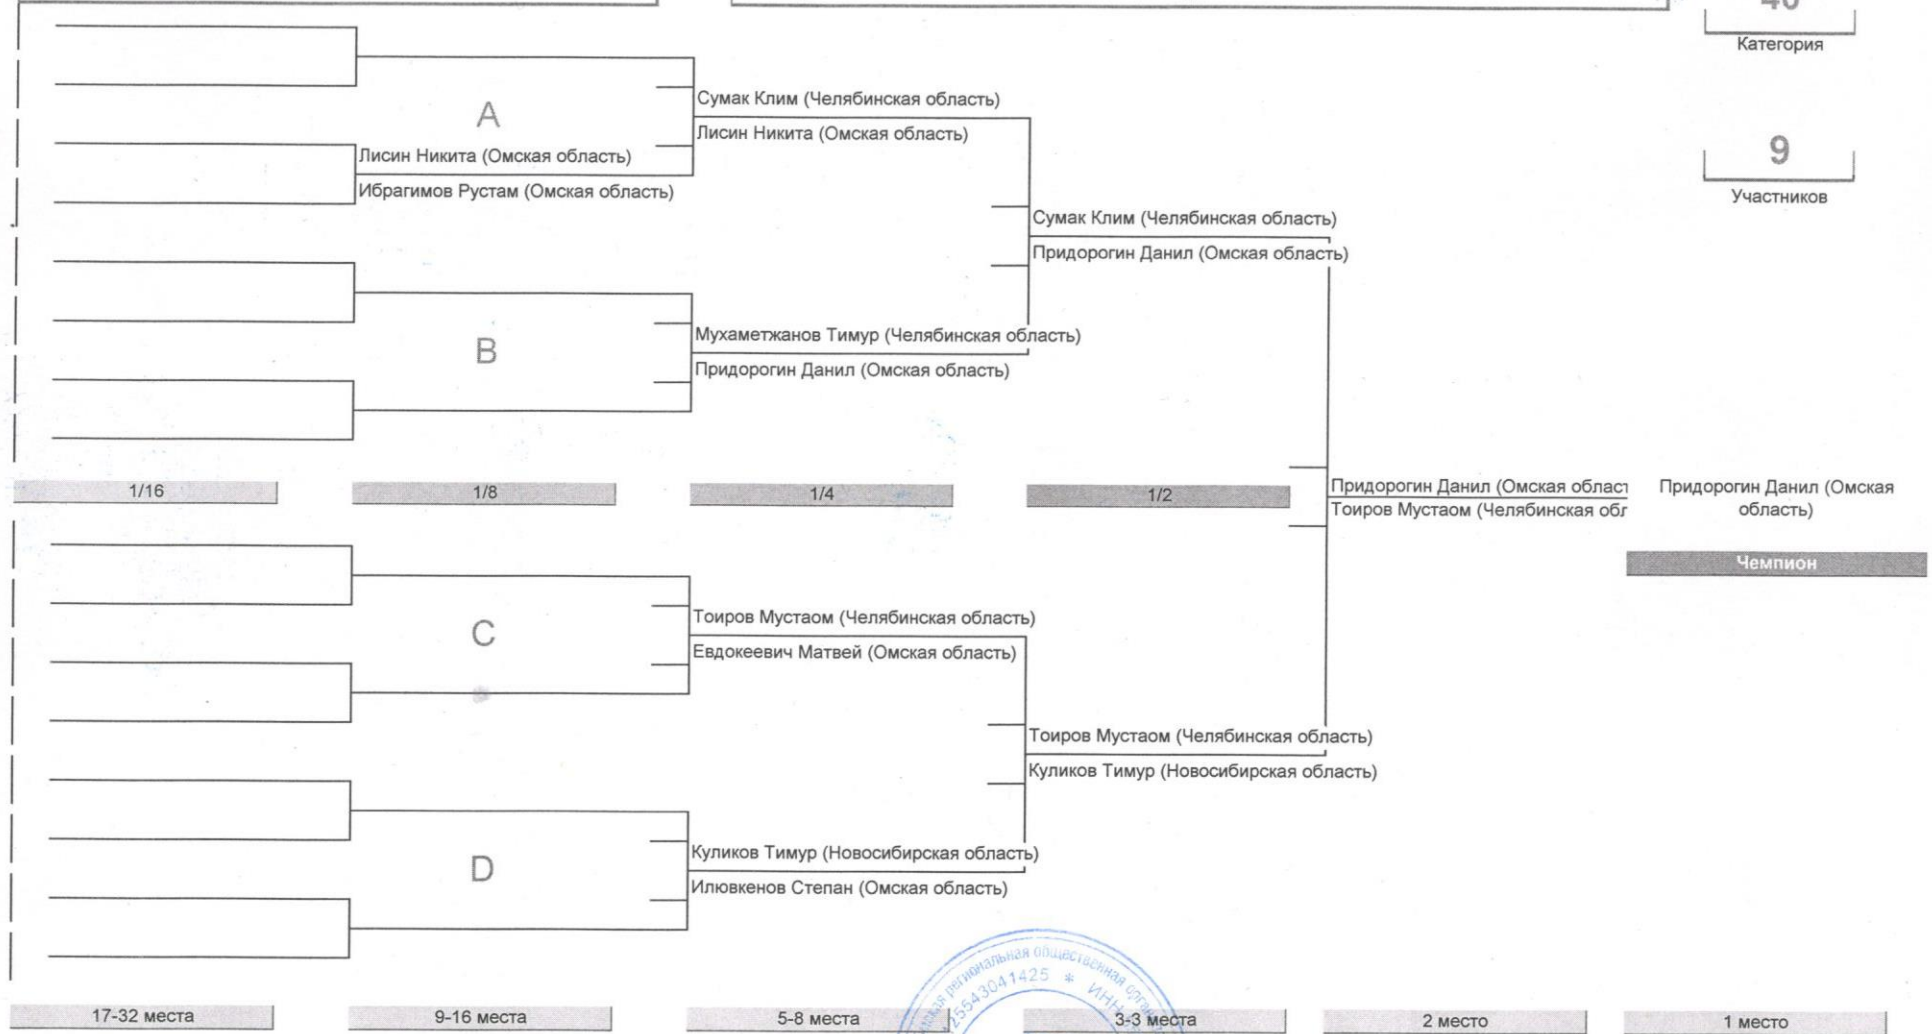 Категория
9
Участников
A
Сумак Клим (Челябинская область)
Лисин Никита (Омская область)
Лисин Никита (Омская область)
Ибрагимов Рустам (Омская область)
Сумак Клим (Челябинская область)
Придорогин Данил (Омская область)
B
Мухаметжанов Тимур (Челябинская область)
Придорогин Данил (Омская область)
1/16
1/8
1/4
1/2
Придорогин Данил (Омская област
Тоиров Мустаом (Челябинская обл
Придорогин Данил (Омская
область)
Чемпион
C
Тоиров Мустаом (Челябинская область)
Евдокеевич Матвей (Омская область)
Тоиров Мустаом (Челябинская область)
Куликов Тимур (Новосибирская область)
D
Куликов Тимур (Новосибирская область)
Илювкенов Степан (Омская область)
региональная общественная
25543041425 * ИНН
17-32 места
9-16 места
5-8 места
3-3 места
2 место
1 место